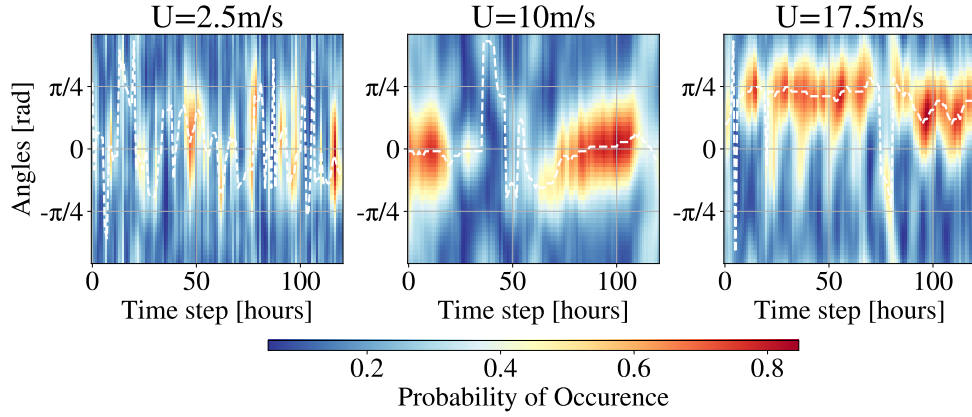 U=2.5m/s U=10m/s U=17.5m/s
Angles [rad]
π/4 π/4 π/4
0 0 0
-π/4 -π/4 -π/4
0 50 100 0 50 100 0 50 100
Time step [hours] Time step [hours] Time step [hours]
0.2 0.4 0.6 0.8
Probability of Occurence